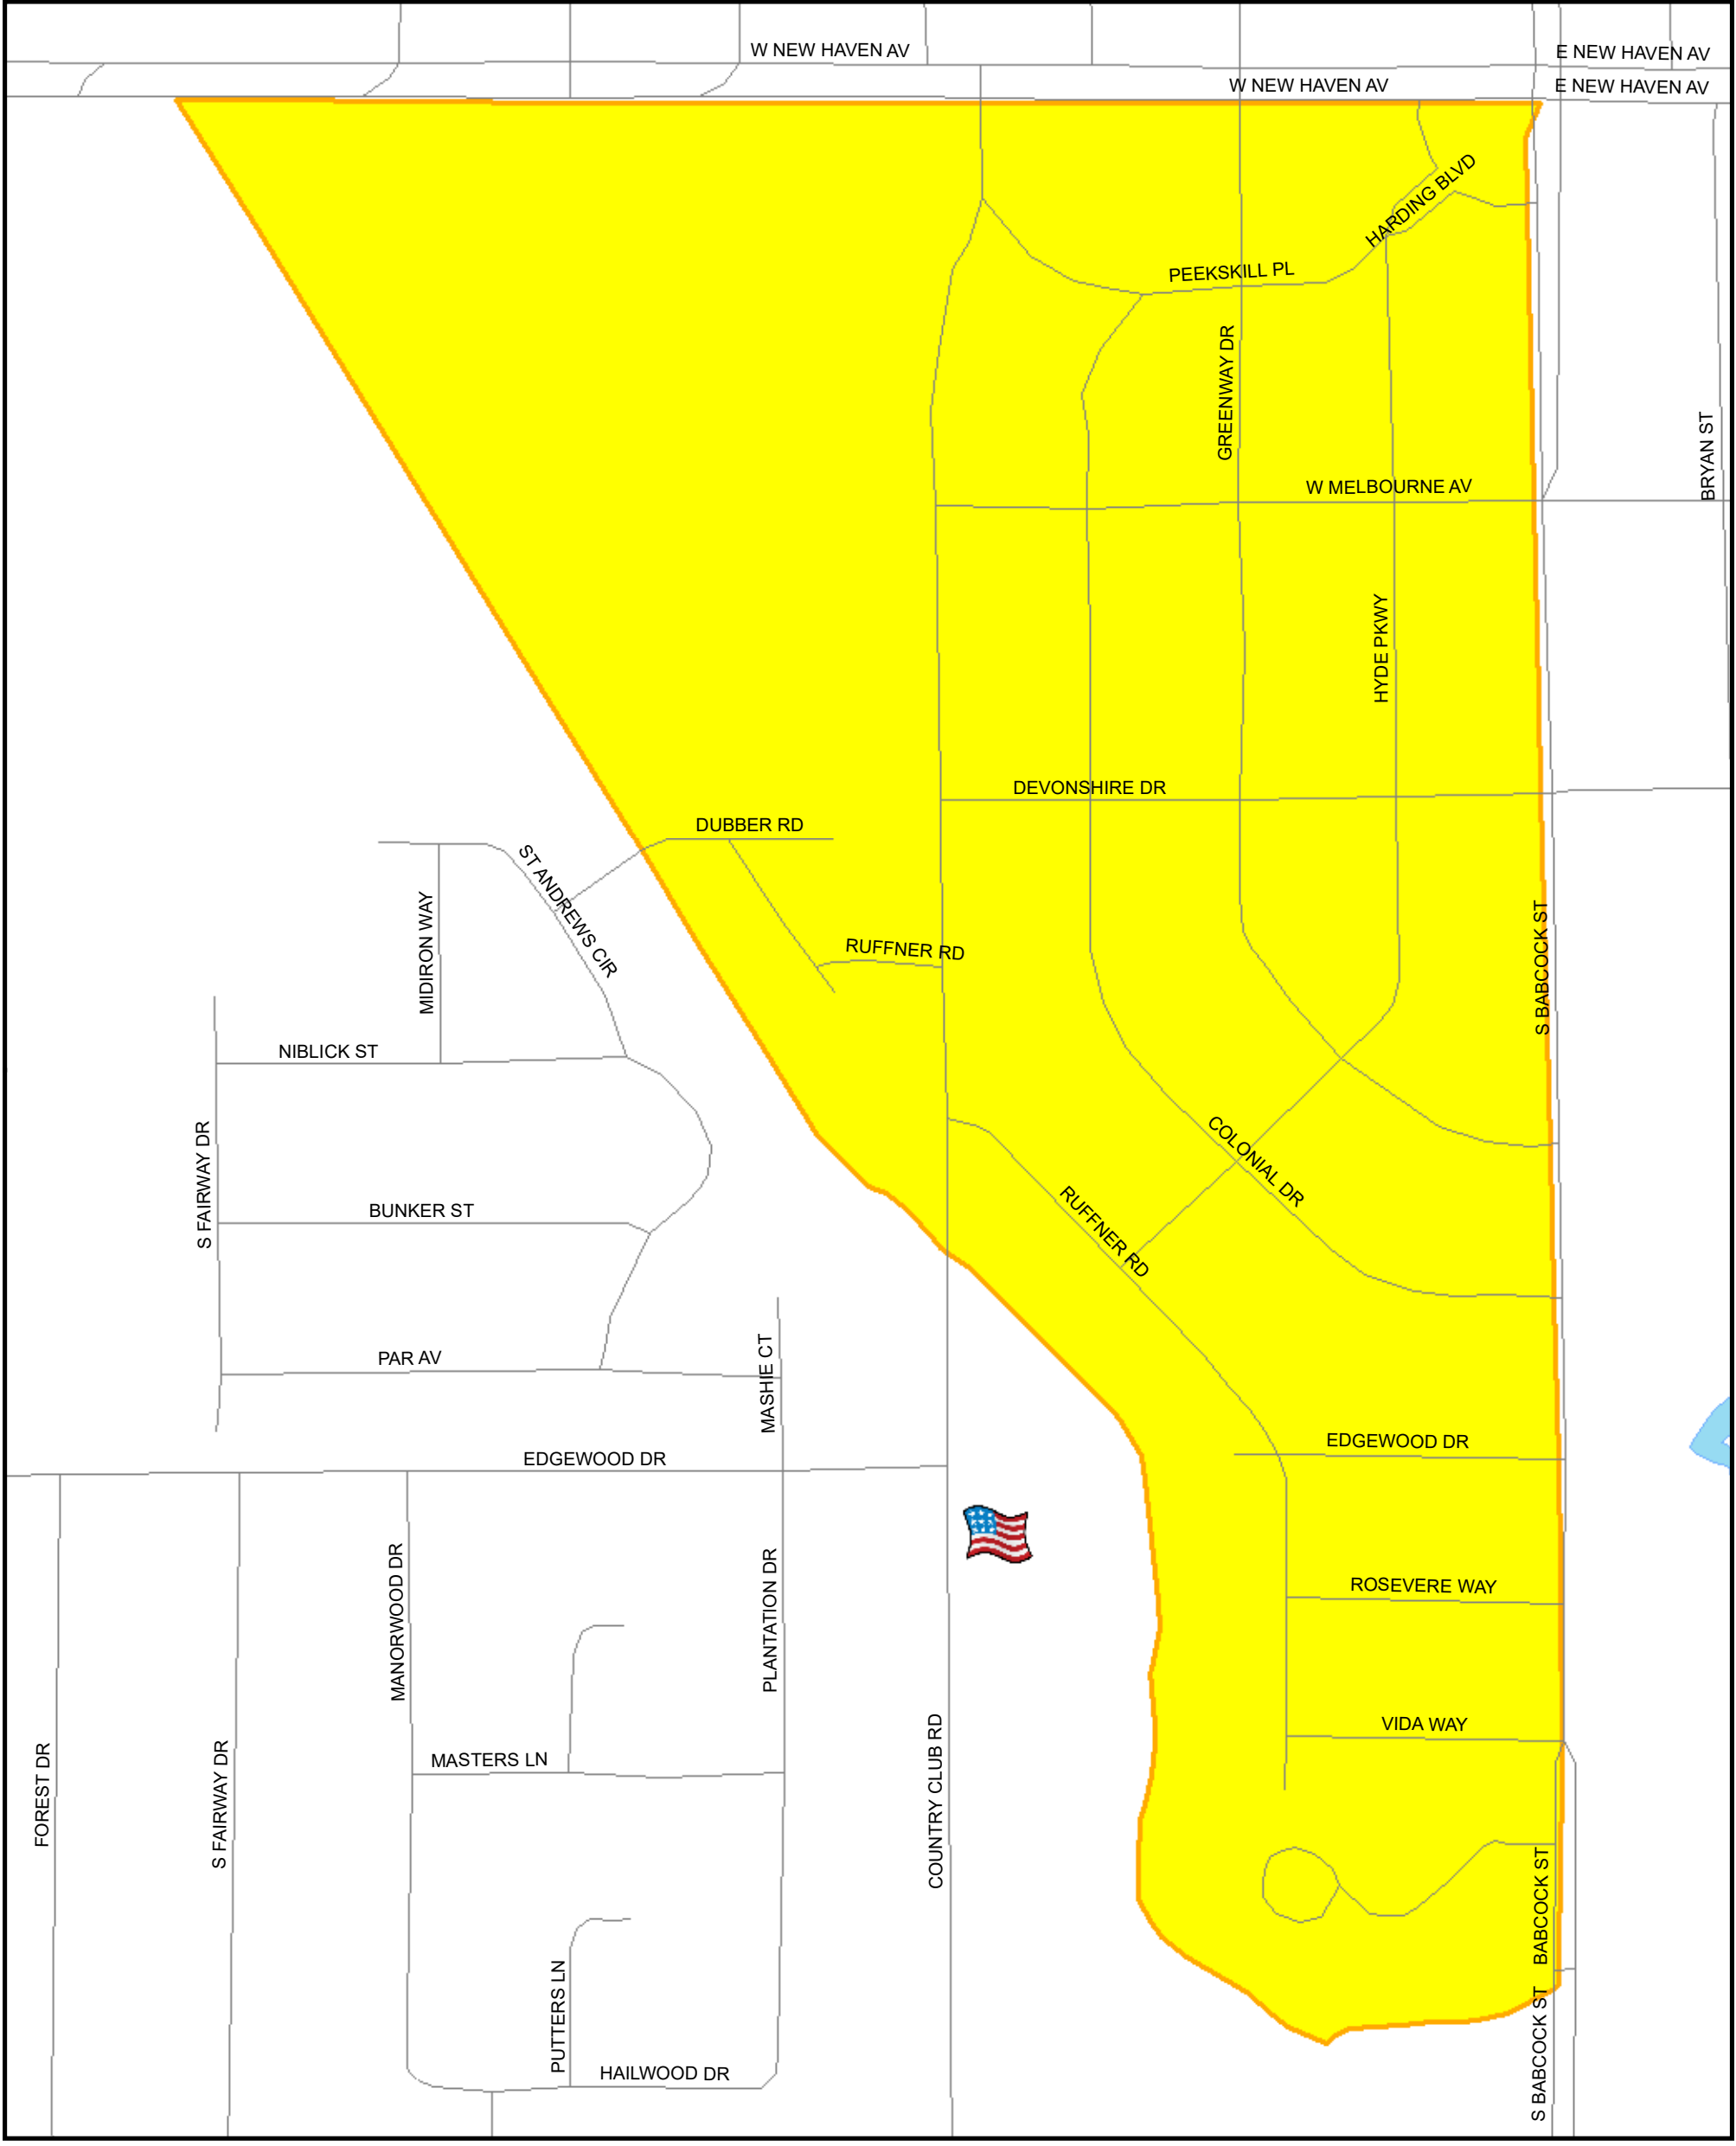 W NEW HAVEN AV
E NEW HAVEN AV
W NEW HAVEN AV
E NEW HAVEN AV
HARDING BLVD
PEEKSKILL PL
GREENWAY DR
BRYAN ST
W MELBOURNE AV
HYDE PKWY
DEVONSHIRE DR
DUBBER RD
ST ANDREWS CIR
MIDIRON WAY
RUFFNER RD
S BABCOCK ST
NIBLICK ST
S FAIRWAY DR
COLONIAL DR
RUFFNER RD
BUNKER ST
MASHIE CT
PAR AV
EDGEWOOD DR
EDGEWOOD DR
MANORWOOD DR
PLANTATION DR
ROSEVERE WAY
COUNTRY CLUB RD
VIDA WAY
FOREST DR
S FAIRWAY DR
MASTERS LN
BABCOCK ST
PUTTERS LN
S BABCOCK ST
HAILWOOD DR